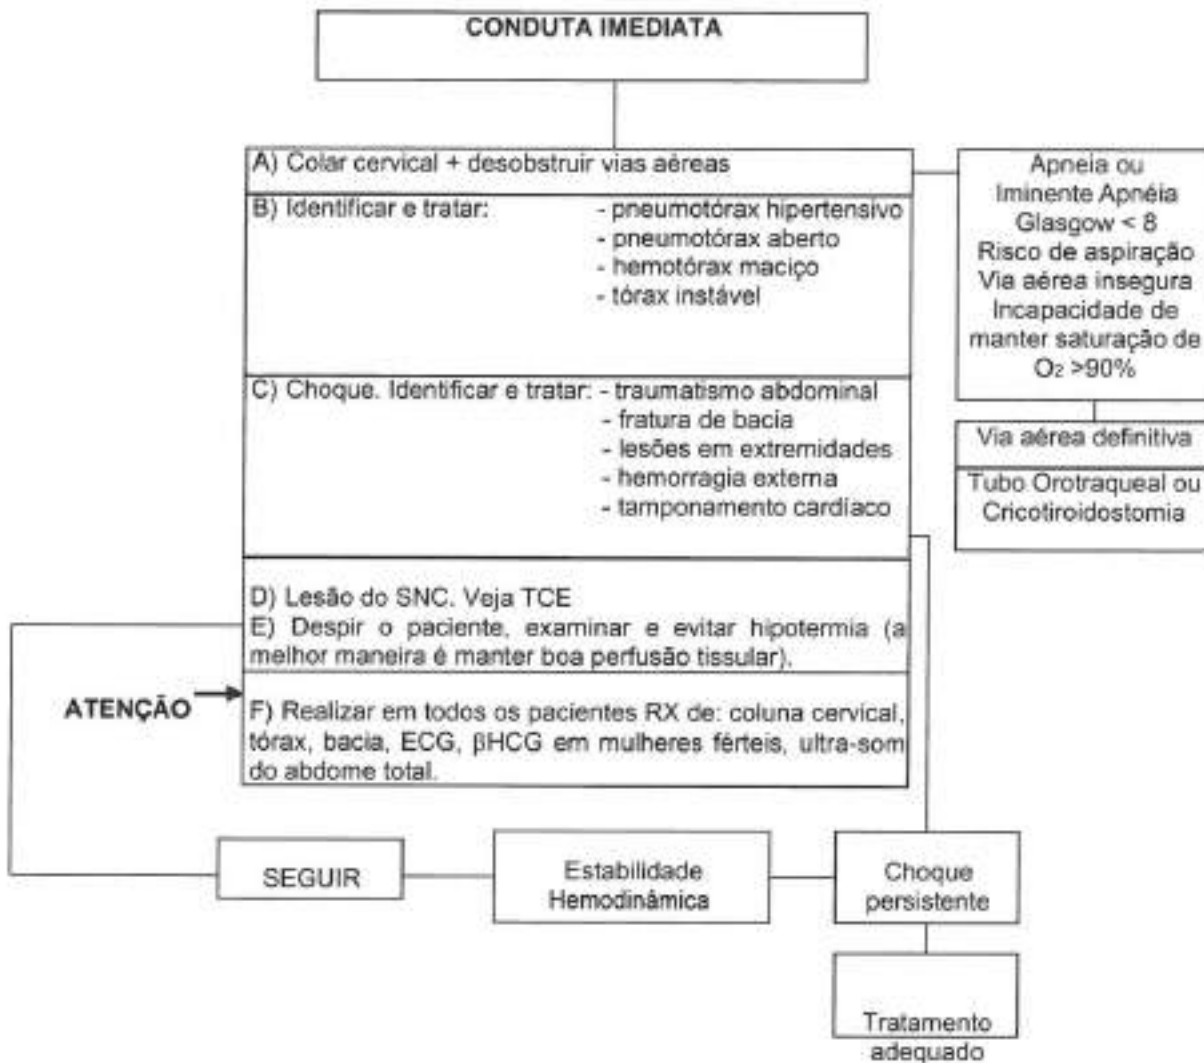 CONDUTA IMEDIATA
A) Colar cervical + desobstruir vias aéreas
B) Identificar e tratar: - pneumotórax hipertensivo
- pneumotórax aberto
- hemotórax maciço
- tórax instável
C) Choque. Identificar e tratar: - traumatismo abdominal
- fratura de bacia
- lesões em extremidades
- hemorragia externa
- tamponamento cardíaco
D) Lesão do SNC. Veja TCE
E) Despir o paciente, examinar e evitar hipotermia (a
melhor maneira é manter boa perfusão tissular).
ATENÇÃO
F) Realizar em todos os pacientes RX de: coluna cervical,
tórax, bacia, ECG, βHCG em mulheres férteis, ultra-som
do abdome total.
Apneia ou
Iminente Apnéia
Glasgow < 8
Risco de aspiração
Via aérea insegura
Incapacidade de
manter saturação de
O₂ >90%
Via aérea definitiva
Tubo Orotraqueal ou
Cricotiroidostomia
SEGUIR
Estabilidade
Hemodinâmica
Choque
persistente
Tratamento
adequado